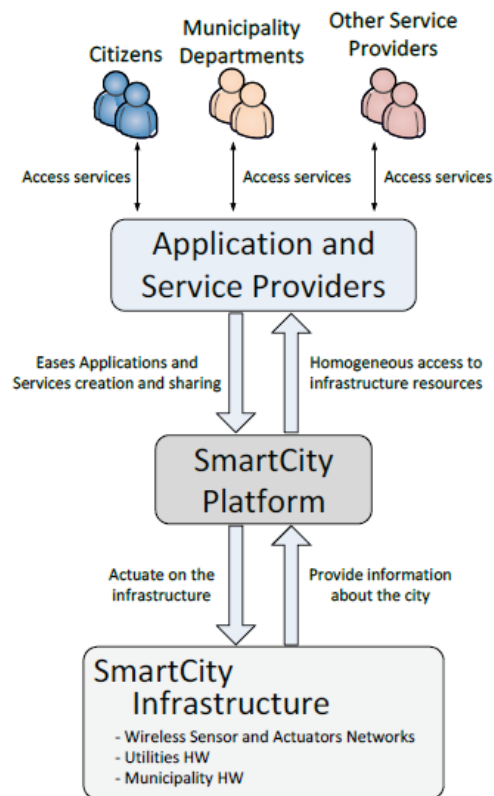 Citizens
Municipality
Departments
Other Service
Providers
Access services
Access services
Access services
Application and
Service Providers
Eases Applications and
Services creation and sharing
Homogeneous access to
infrastructure resources
SmartCity
Platform
Actuate on the
infrastructure
Provide information
about the city
SmartCity
Infrastructure
- Wireless Sensor and Actuators Networks
- Utilities HW
- Municipality HW